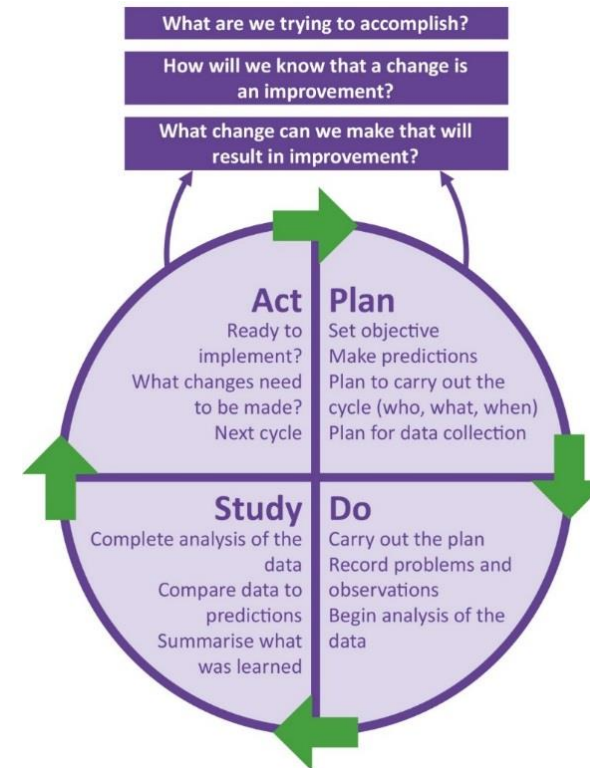 What are we trying to accomplish?
How will we know that a change is
an improvement?
What change can we make that will
result in improvement?
Act
Ready to
implement?
What changes need
to be made?
Next cycle
Plan
Set objective
Make predictions
Plan to carry out the
cycle (who, what, when)
Plan for data collection
Study
Complete analysis of the
data
Compare data to
predictions
Summarise what
was learned
Do
Carry out the plan
Record problems and
observations
Begin analysis of the
data